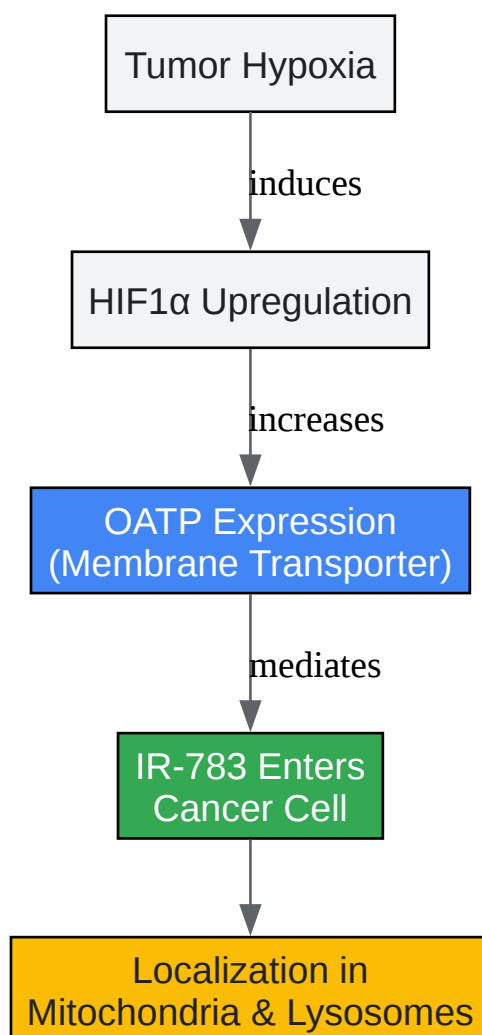 Tumor Hypoxia
induces
HIF1α Upregulation
increases
OATP Expression
(Membrane Transporter)
mediates
IR-783 Enters
Cancer Cell
Localization in
Mitochondria & Lysosomes